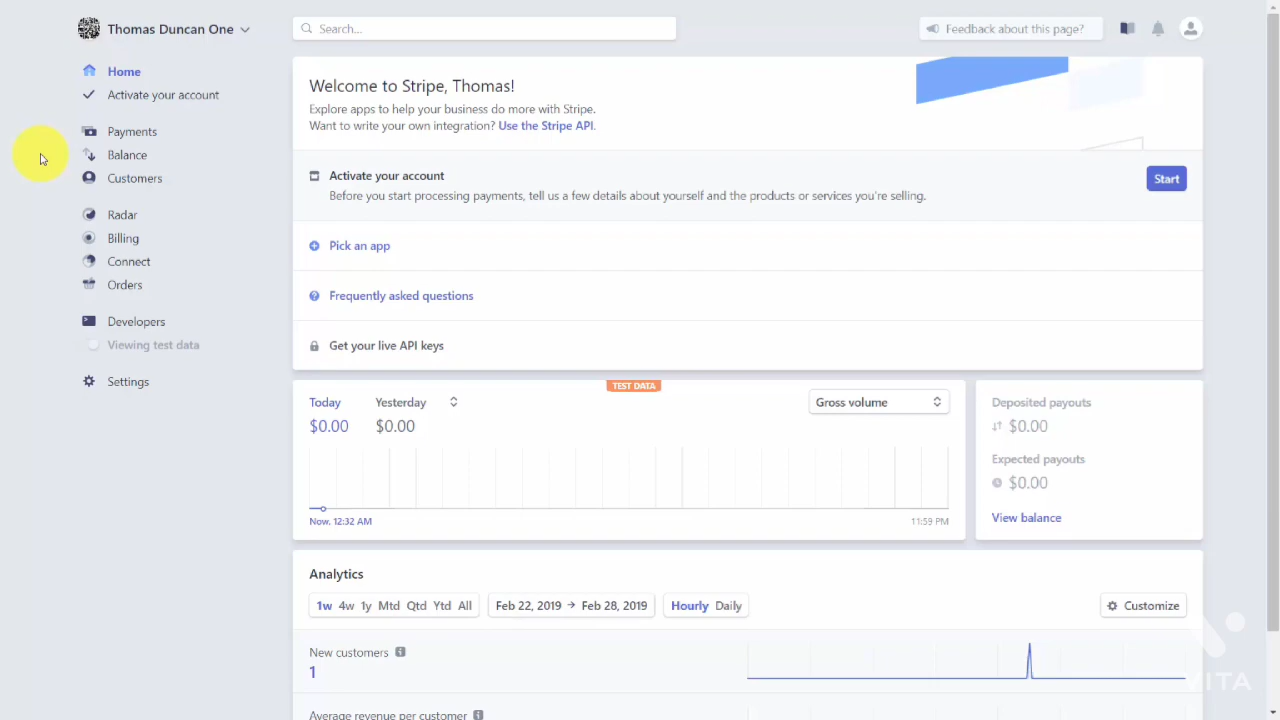 Thomas Duncan One
Search...
Feedback about this page?
Home
Activate your account
Payments
Balance
Customers
Radar
Billing
Connect
Orders
Developers
Viewing test data
Settings
Welcome to Stripe, Thomas!
Explore apps to help your business do more with Stripe.
Want to write your own integration? Use the Stripe API.
Activate your account
Before you start processing payments, tell us a few details about yourself and the products or services you're selling.
Start
Pick an app
Frequently asked questions
Get your live API keys
TEST DATA
Today
Yesterday
Gross volume
$0.00
$0.00
Now, 12:32 AM
11:59 PM
Deposited payouts
$0.00
Expected payouts
$0.00
View balance
Analytics
1w 4w 1y Mtd Qtd Ytd All
Feb 22, 2019 → Feb 28, 2019
Hourly Daily
Customize
New customers
1
Average revenue per customer
VITA